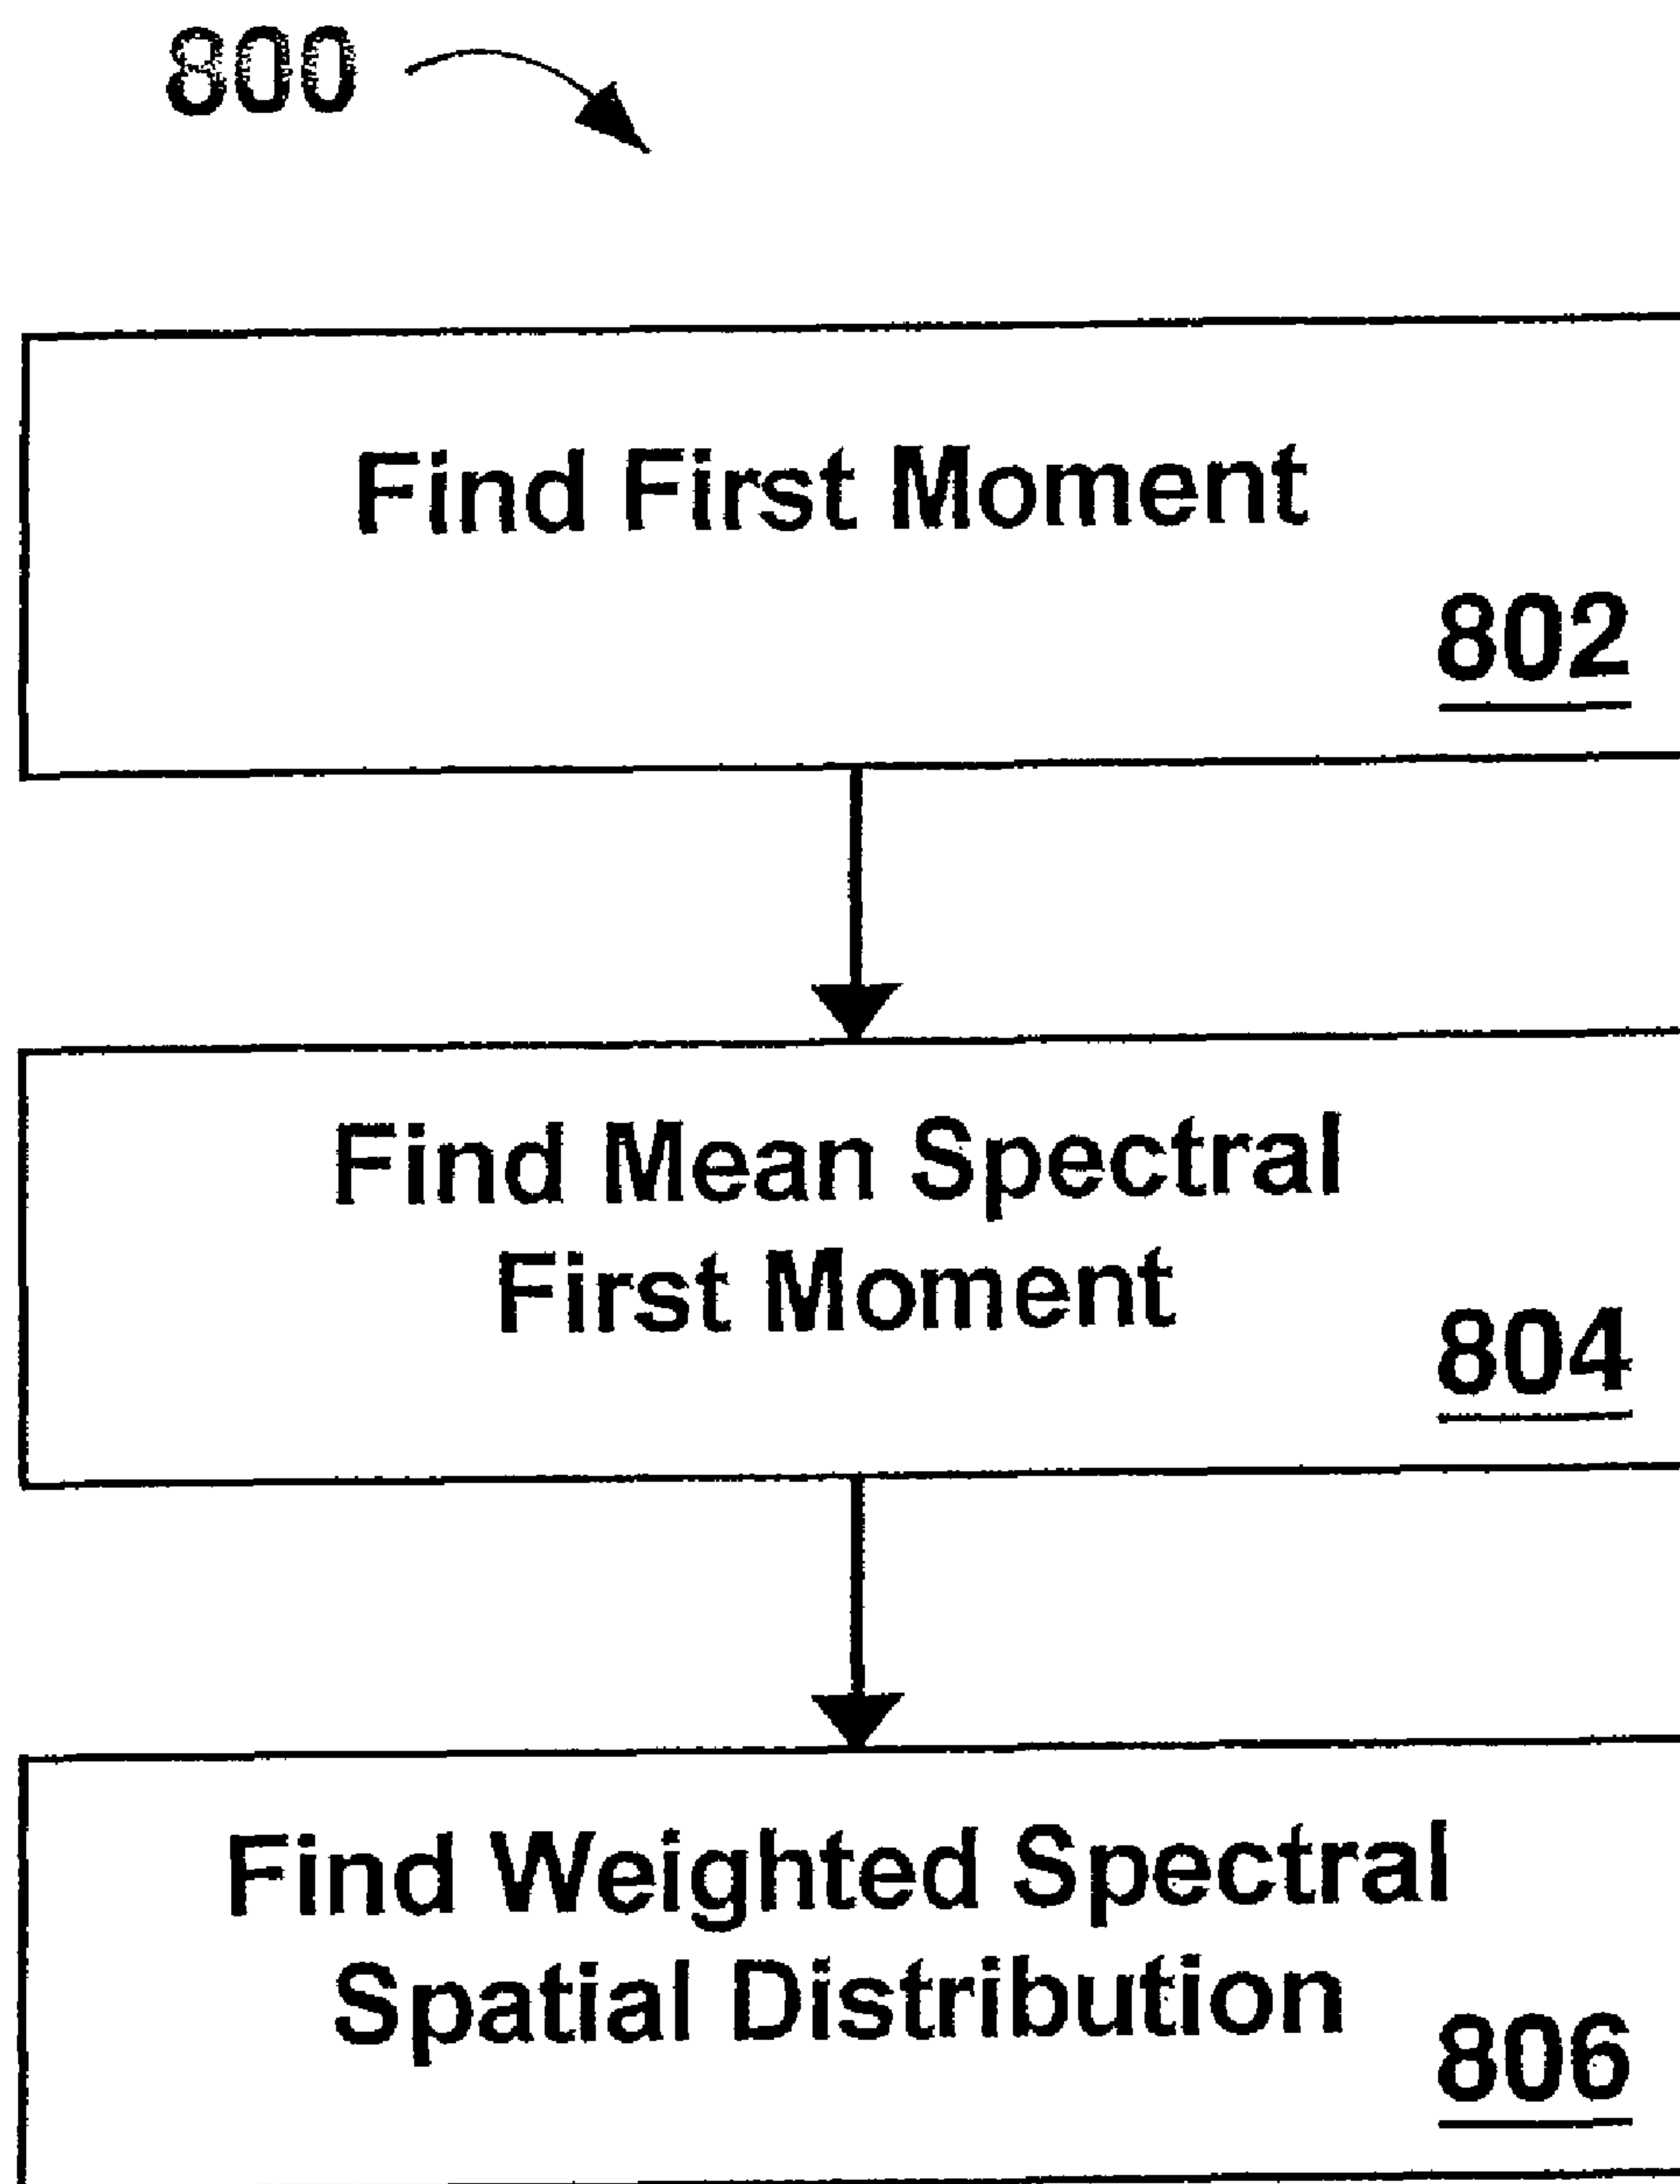 800
Find First Moment
802
Find Mean Spectral
First Moment
804
Find Weighted Spectral
Spatial Distribution
806